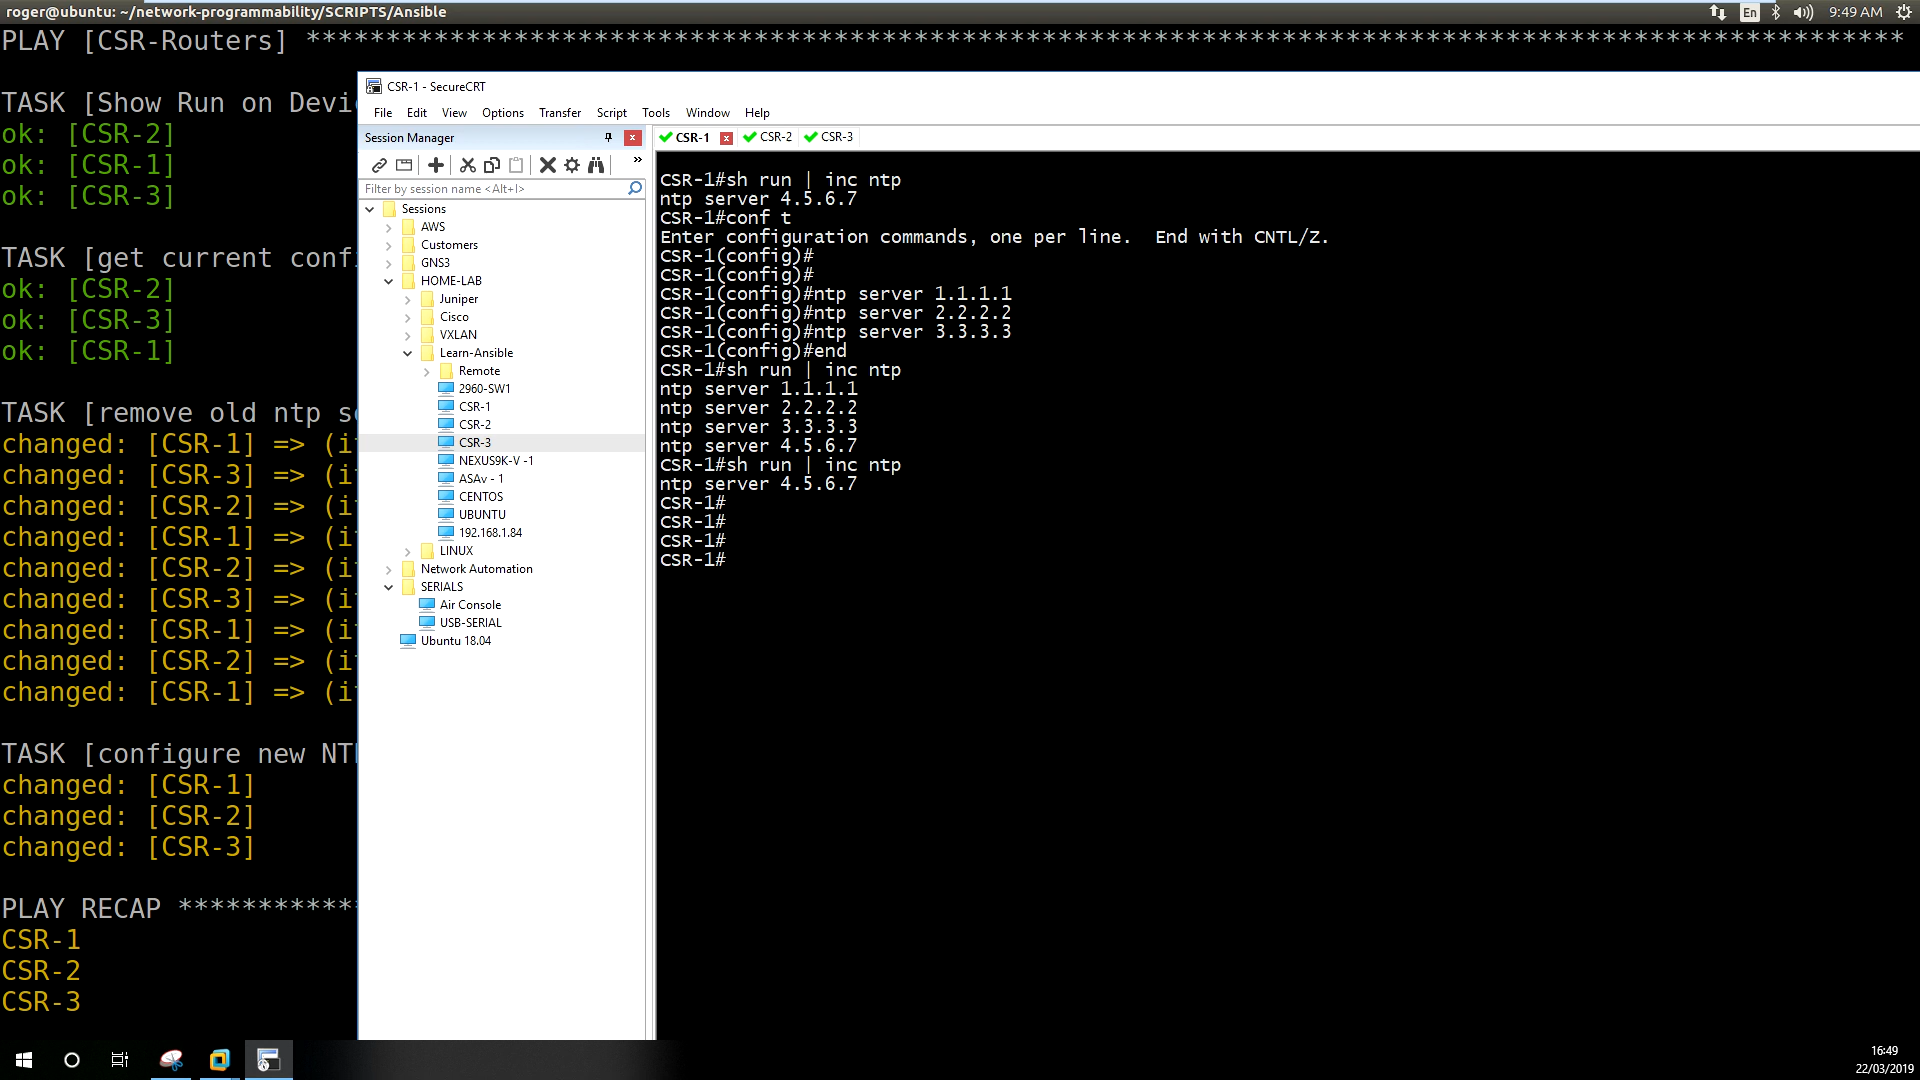 roger@ubuntu: ~/network-programmability/SCRIPTS/Ansible
En
9:49 AM
PLAY [CSR-Routers] ****************************************************************************************************
TASK [Show Run on Devi
ok: [CSR-2]
ok: [CSR-1]
ok: [CSR-3]
TASK [get current conf
ok: [CSR-2]
ok: [CSR-3]
ok: [CSR-1]
TASK [remove old ntp s
changed: [CSR-1] => (i
changed: [CSR-3] => (i
changed: [CSR-2] => (i
changed: [CSR-1] => (i
changed: [CSR-2] => (i
changed: [CSR-3] => (i
changed: [CSR-1] => (i
changed: [CSR-2] => (i
changed: [CSR-1] => (i
TASK [configure new NT
changed: [CSR-1]
changed: [CSR-2]
changed: [CSR-3]
PLAY RECAP ************
CSR-1
CSR-2
CSR-3
CSR-1 - SecureCRT
File Edit View Options Transfer Script Tools Window Help
Session Manager
Filter by session name <Alt+I>
Sessions
AWS
Customers
GNS3
HOME-LAB
Juniper
Cisco
VXLAN
Learn-Ansible
Remote
2960-SW1
CSR-1
CSR-2
CSR-3
NEXUS9K-V -1
ASAv - 1
CENTOS
UBUNTU
192.168.1.84
LINUX
Network Automation
SERIALS
Air Console
USB-SERIAL
Ubuntu 18.04
CSR-1 CSR-2 CSR-3
CSR-1#sh run | inc ntp
ntp server 4.5.6.7
CSR-1#conf t
Enter configuration commands, one per line.  End with CNTL/Z.
CSR-1(config)#
CSR-1(config)#
CSR-1(config)#ntp server 1.1.1.1
CSR-1(config)#ntp server 2.2.2.2
CSR-1(config)#ntp server 3.3.3.3
CSR-1(config)#end
CSR-1#sh run | inc ntp
ntp server 1.1.1.1
ntp server 2.2.2.2
ntp server 3.3.3.3
ntp server 4.5.6.7
CSR-1#sh run | inc ntp
ntp server 4.5.6.7
CSR-1#
CSR-1#
CSR-1#
CSR-1#
16:49
22/03/2019